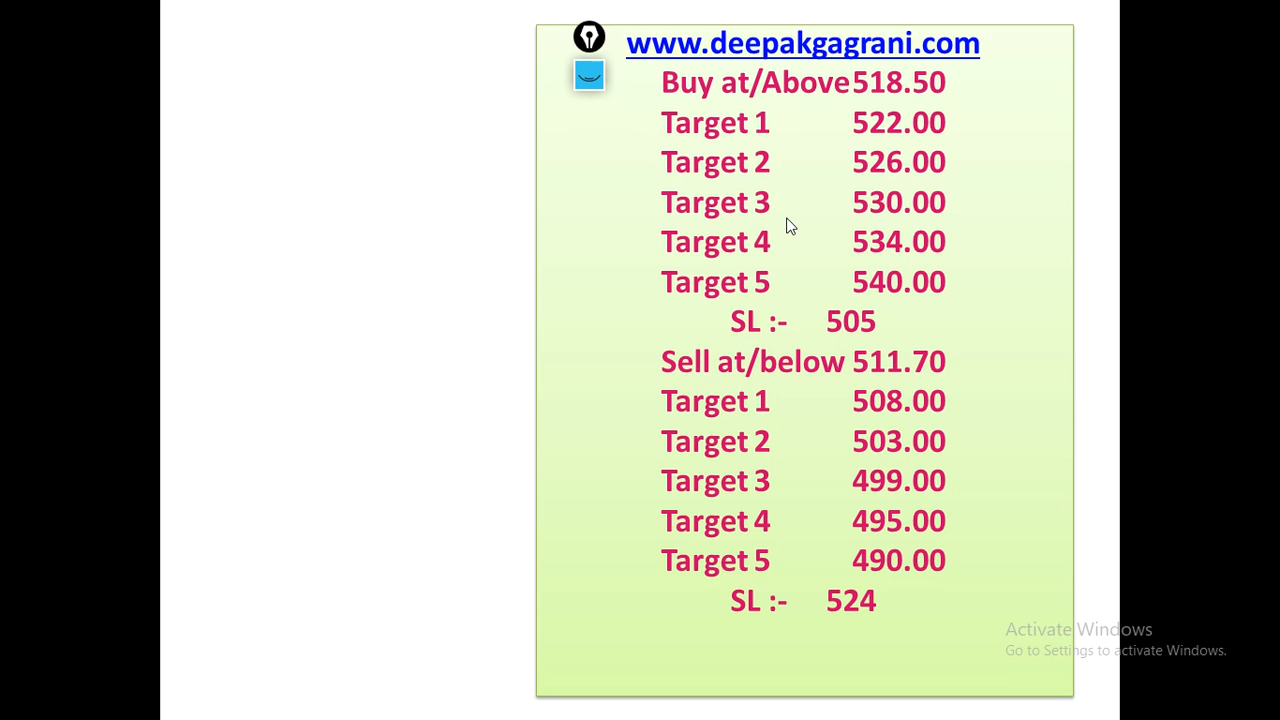 www.deepakgagrani.com
Buy at/Above 518.50
Target 1 522.00
Target 2 526.00
Target 3 530.00
Target 4 534.00
Target 5 540.00
SL :- 505
Sell at/below 511.70
Target 1 508.00
Target 2 503.00
Target 3 499.00
Target 4 495.00
Target 5 490.00
SL :- 524
Activate Windows
Go to Settings to activate Windows.